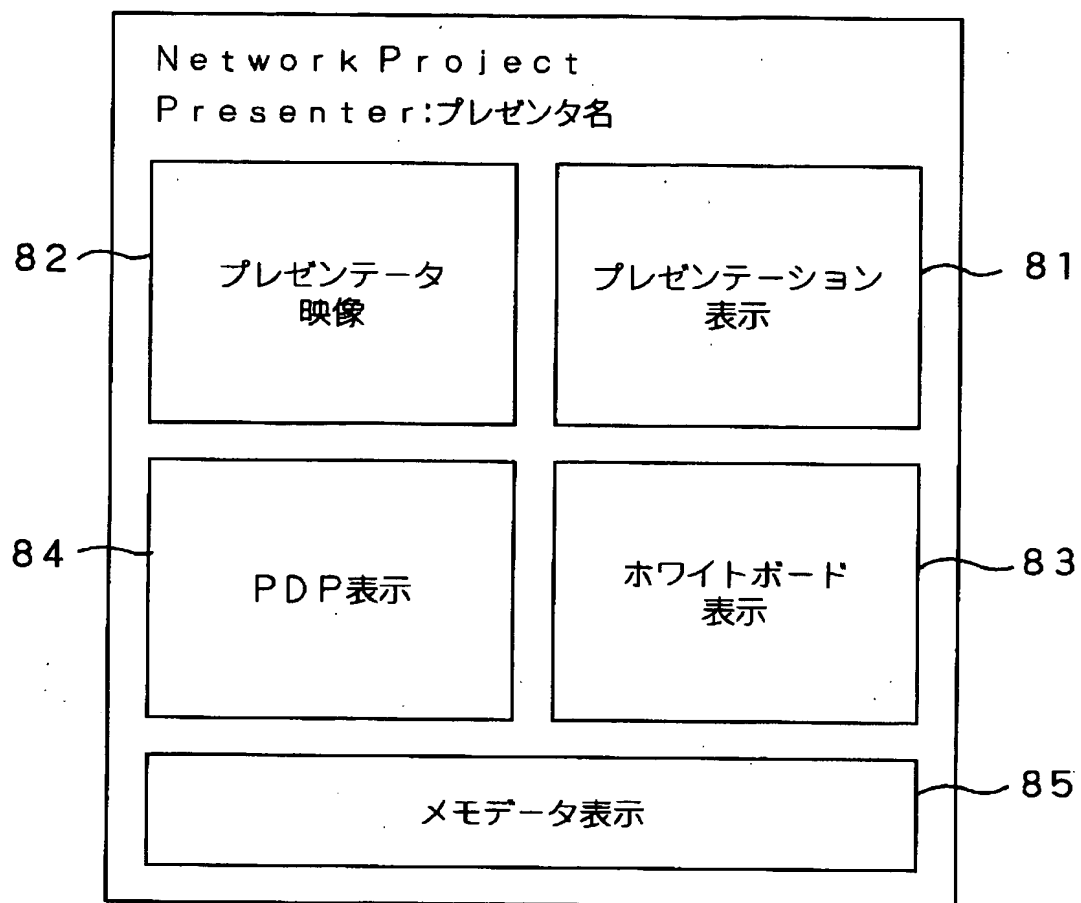 Network Project
Presenter:プレゼンタ名
82
プレゼンテータ
映像
プレゼンテーション
表示
81
84
PDP表示
ホワイトボード
表示
83
メモデータ表示
85